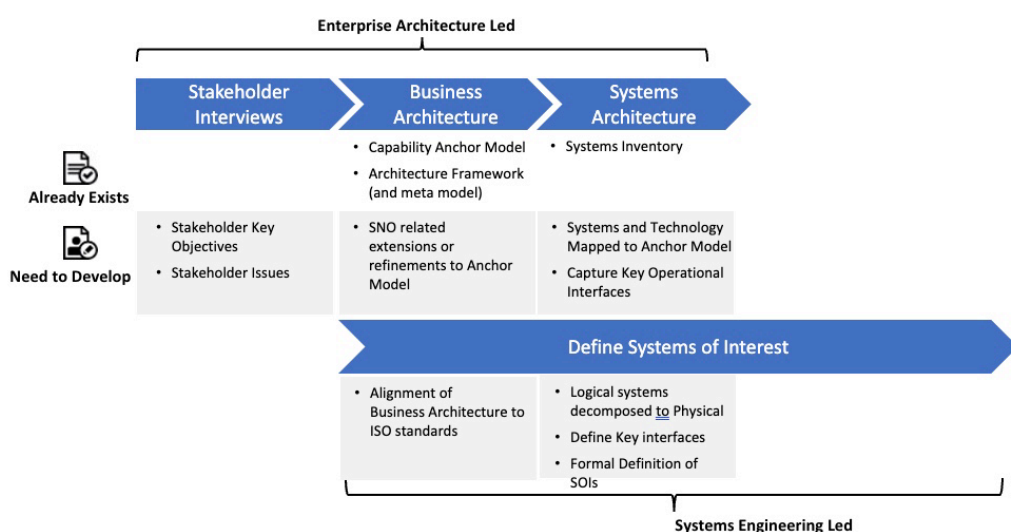 Enterprise Architecture Led
Stakeholder
Interviews
Business
Architecture
Systems
Architecture
Already Exists
• Capability Anchor Model
• Architecture Framework
(and meta model)
• Systems Inventory
Need to Develop
• Stakeholder Key
Objectives
• Stakeholder Issues
• SNO related
extensions or
refinements to Anchor
Model
• Systems and Technology
Mapped to Anchor Model
• Capture Key Operational
Interfaces
Define Systems of Interest
• Alignment of
Business Architecture to
ISO standards
• Logical systems
decomposed to Physical
• Define Key interfaces
• Formal Definition of
SOIs
Systems Engineering Led